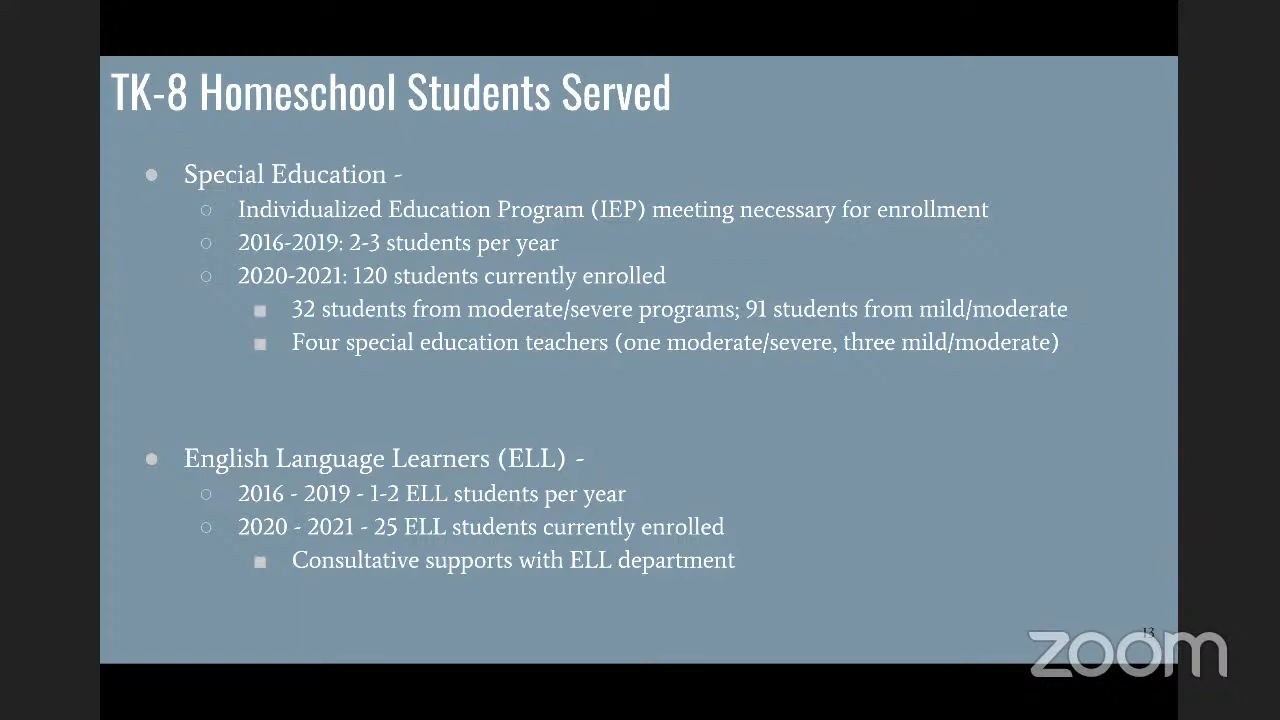 TK-8 Homeschool Students Served
Special Education -
Individualized Education Program (IEP) meeting necessary for enrollment
2016-2019: 2-3 students per year
2020-2021: 120 students currently enrolled
32 students from moderate/severe programs; 91 students from mild/moderate
Four special education teachers (one moderate/severe, three mild/moderate)
English Language Learners (ELL) -
2016 - 2019 - 1-2 ELL students per year
2020 - 2021 - 25 ELL students currently enrolled
Consultative supports with ELL department
13
zoom